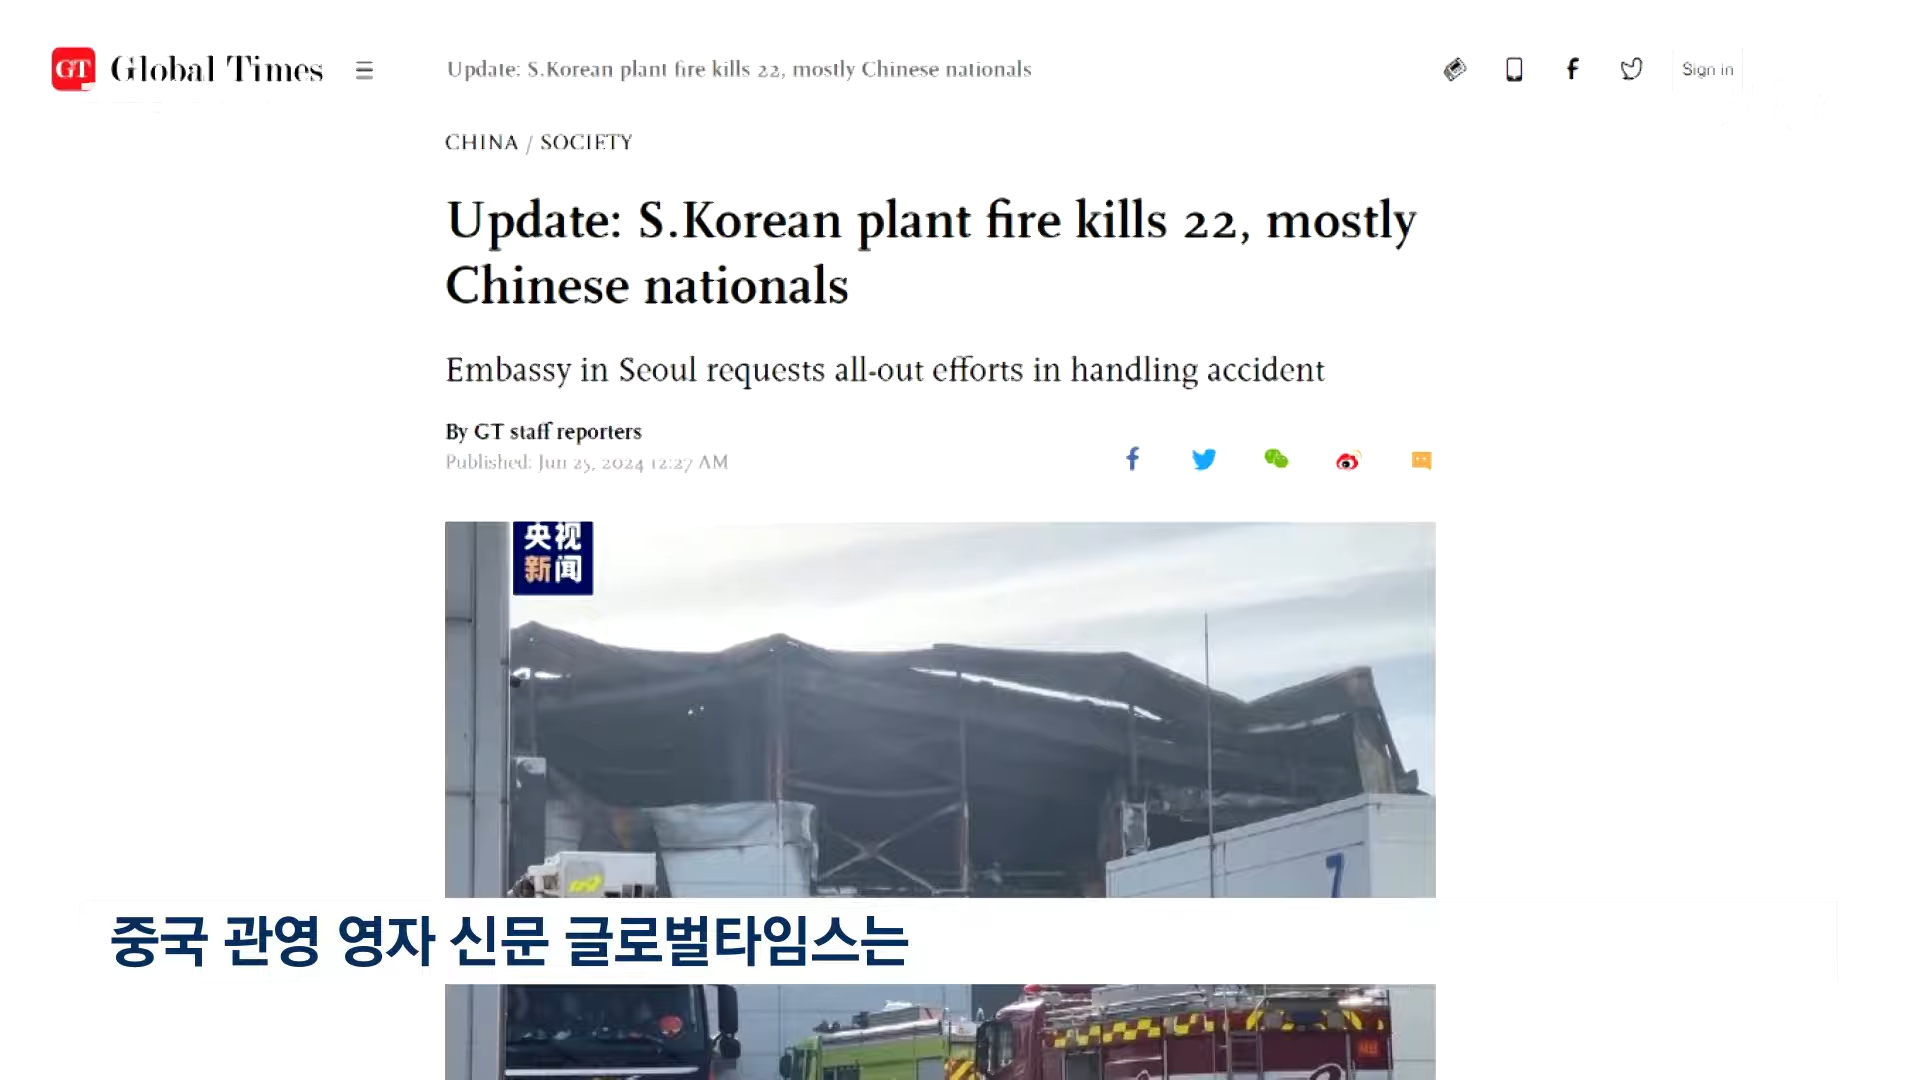 GT Global Times
Update: S.Korean plant fire kills 22, mostly Chinese nationals
Sign in
CHINA / SOCIETY
Update: S.Korean plant fire kills 22, mostly
Chinese nationals
Embassy in Seoul requests all-out efforts in handling accident
By GT staff reporters
Published: Jun 25, 2024 12:27 AM
央视
新闻
7
중국 관영 영자 신문 글로벌타임스는